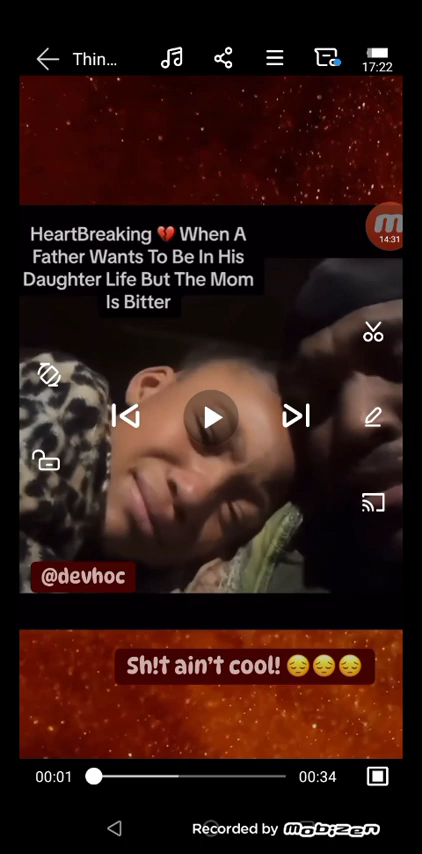 Thin...
17:22
14:31
HeartBreaking 💔 When A
Father Wants To Be In His
Daughter Life But The Mom
Is Bitter
@devhoc
Sh!t ain't cool! 😔😔😔
00:01
00:34
Recorded by mobizen